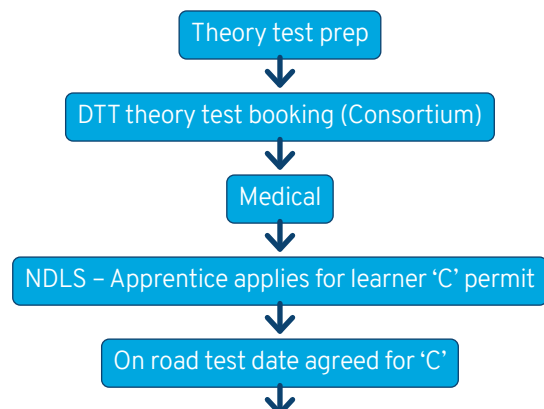 Theory test prep
DTT theory test booking (Consortium)
Medical
NDLS – Apprentice applies for learner ‘C’ permit
On road test date agreed for ‘C’